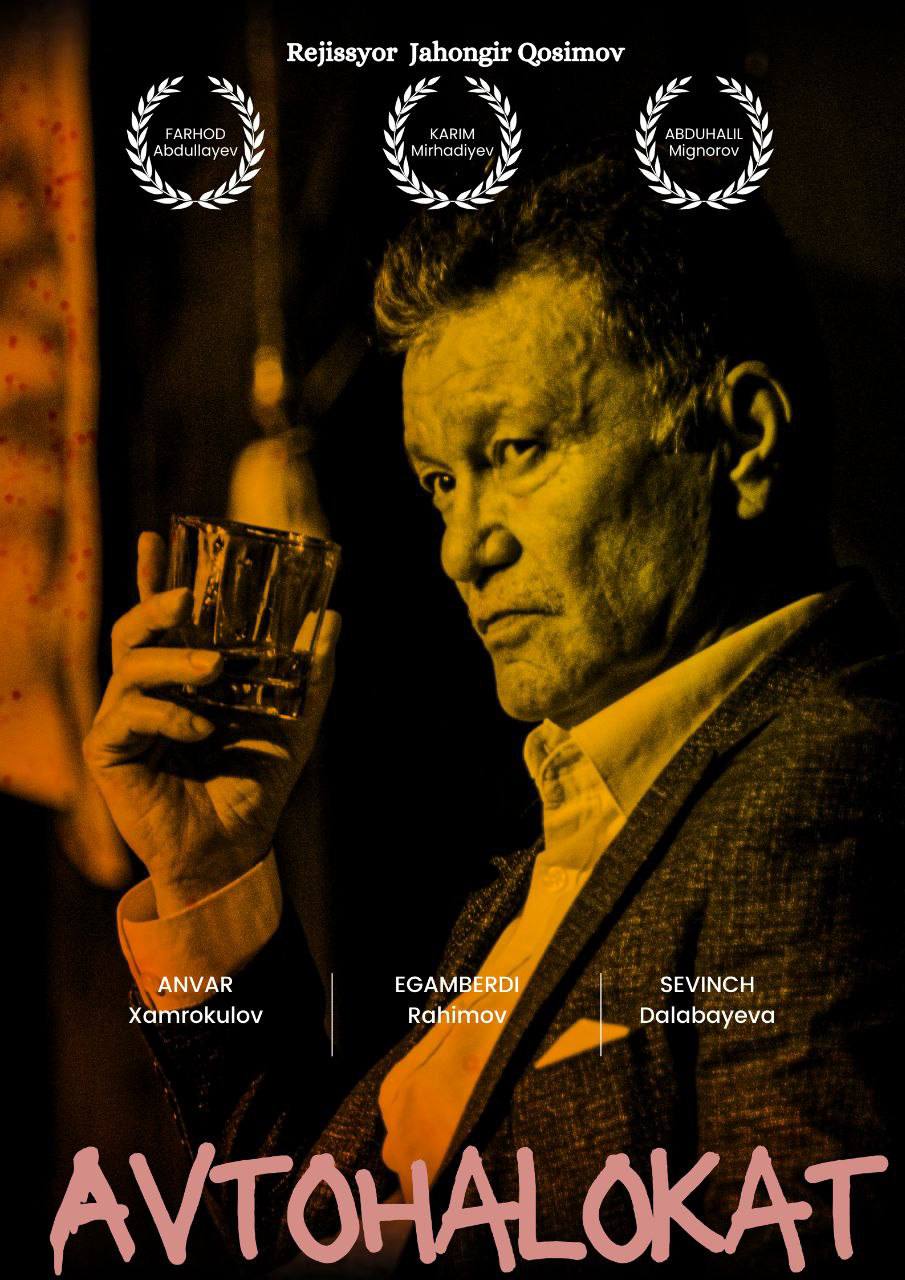 Rejissyor Jahongir Qosimov
FARHOD
Abdullayev
KARIM
Mirhadiyev
ABDUHALIL
Mignorov
ANVAR
Xamrokulov
EGAMBERDI
Rahimov
SEVINCH
Dalabayeva
AVTOHALOKAT